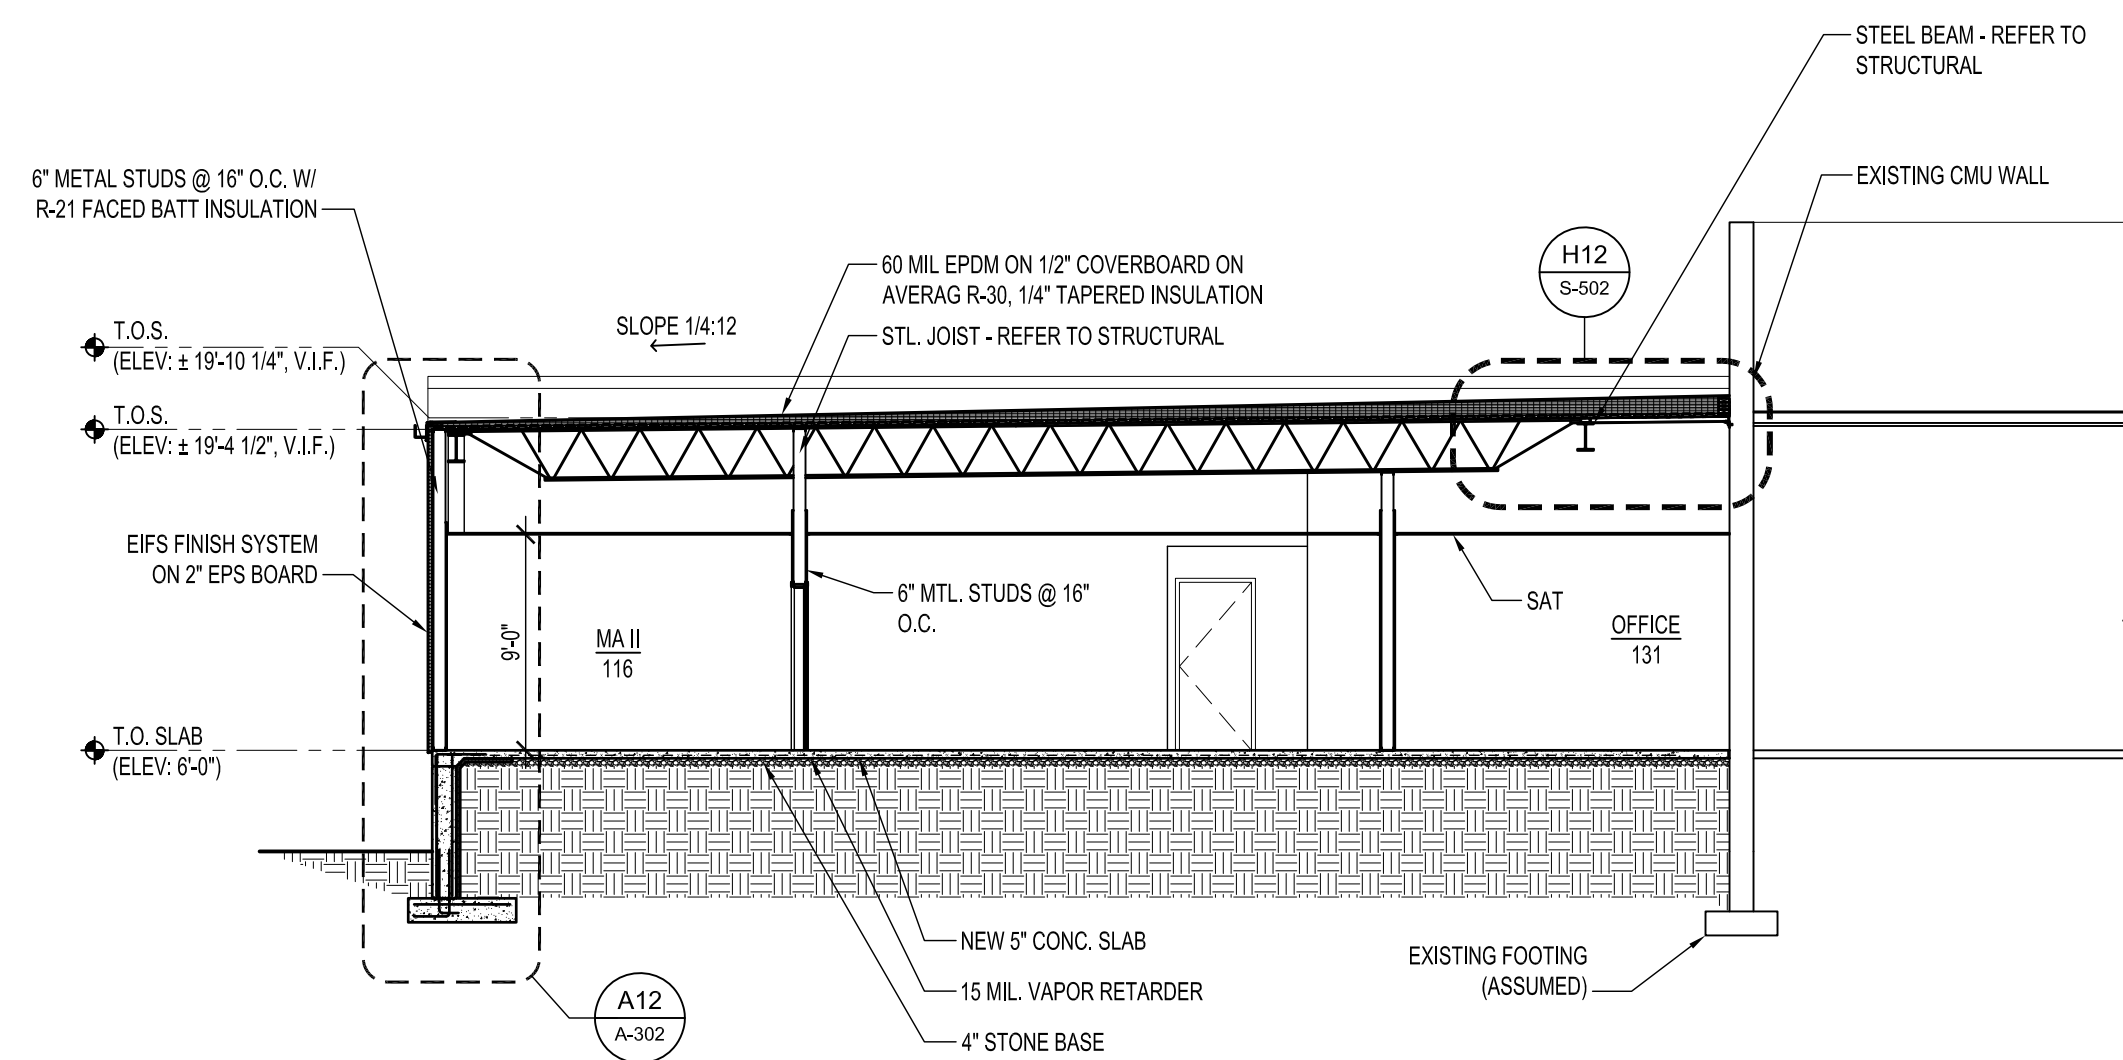 STEEL BEAM - REFER TO
STRUCTURAL
6" METAL STUDS @ 16" O.C. W/
R-21 FACED BATT INSULATION
EXISTING CMU WALL
H12
S-502
60 MIL EPDM ON 1/2" COVERBOARD ON
AVERAG R-30, 1/4" TAPERED INSULATION
SLOPE 1/4:12
STL. JOIST - REFER TO STRUCTURAL
T.O.S.
(ELEV: ± 19'-10 1/4", V.I.F.)
T.O.S.
(ELEV: ± 19'-4 1/2", V.I.F.)
EIFS FINISH SYSTEM
ON 2" EPS BOARD
6" MTL. STUDS @ 16"
O.C.
SAT
9'-0"
MA II
116
OFFICE
131
T.O. SLAB
(ELEV: 6'-0")
NEW 5" CONC. SLAB
15 MIL. VAPOR RETARDER
4" STONE BASE
EXISTING FOOTING
(ASSUMED)
A12
A-302